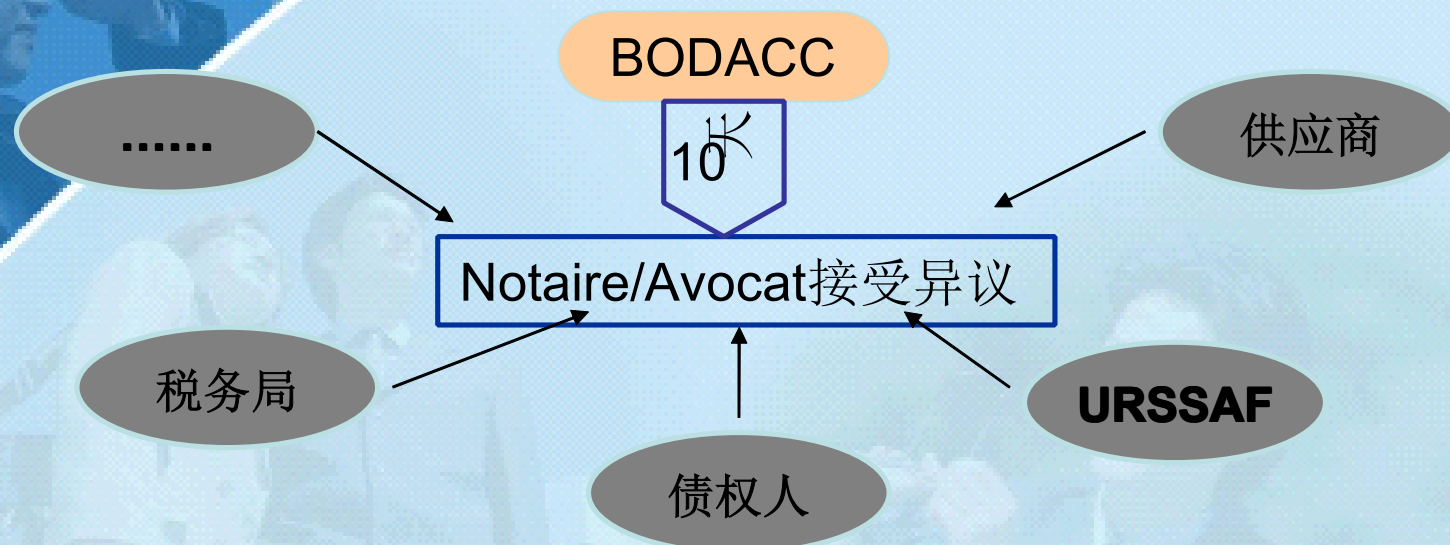 BODACC
......
10天
供应商
Notaire/Avocat接受异议
税务局
URSSAF
债权人